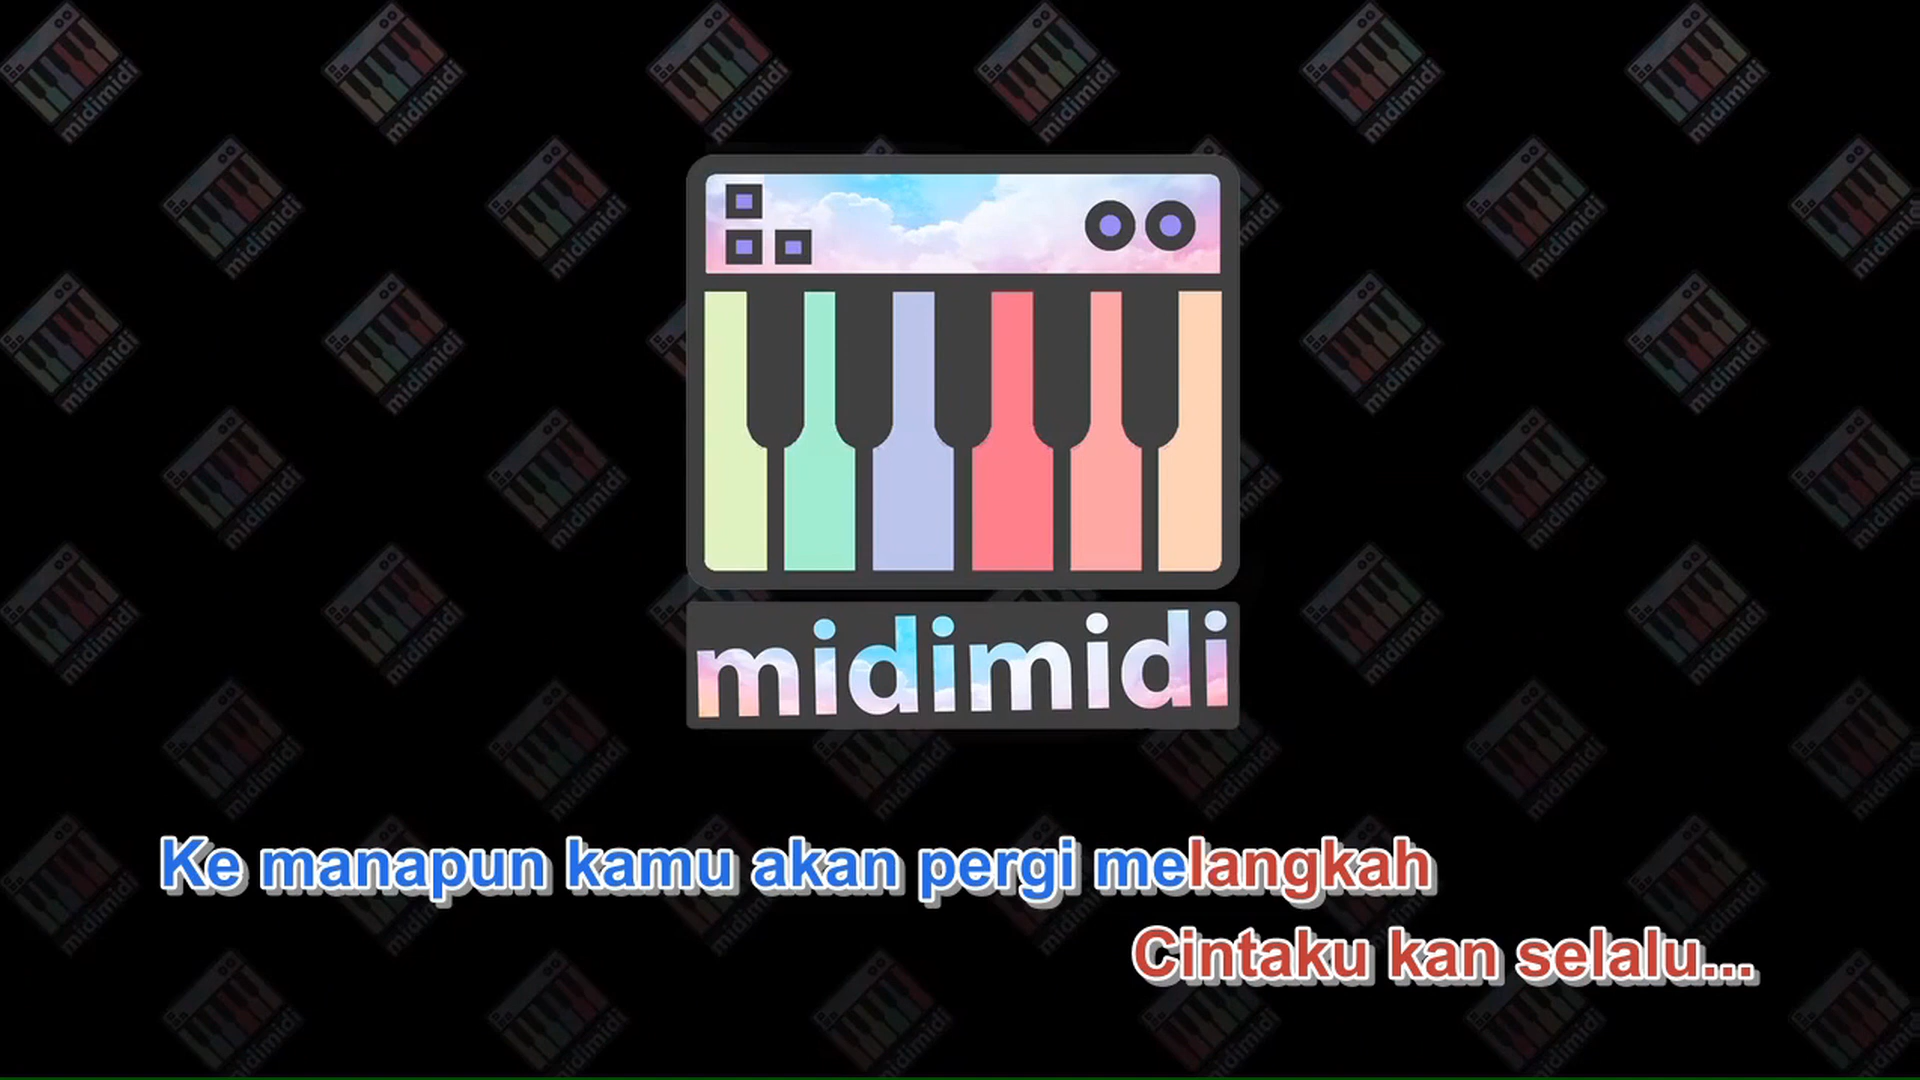 midimidi
Ke manapun kamu akan pergi melangkah
Cintaku kan selalu...